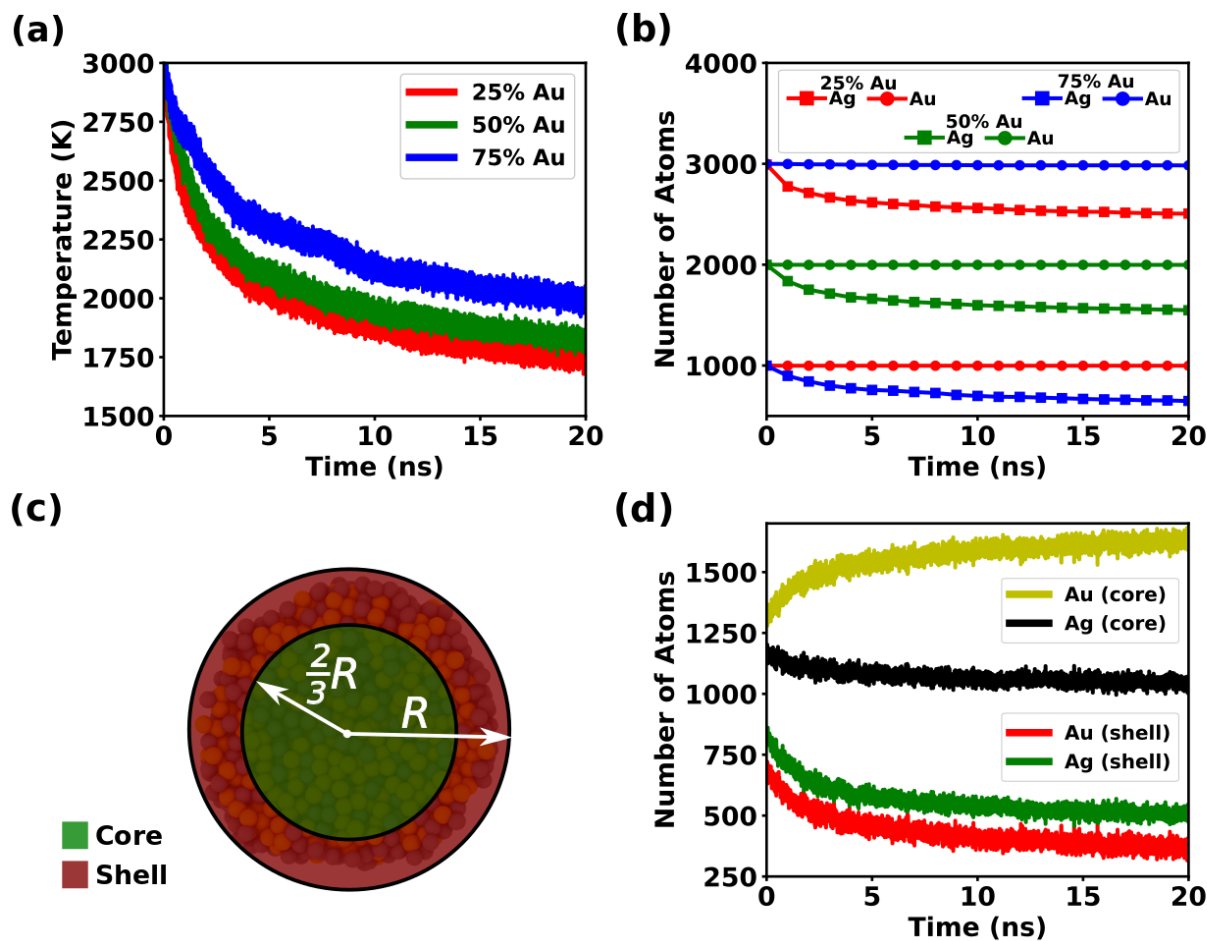 (a)
3000
2750
2500
2250
2000
1750
1500
Temperature (K)
25% Au
50% Au
75% Au
0 5 10 15 20
Time (ns)
(b)
4000
3000
2000
1000
Number of Atoms
25% Au
Ag Au
75% Au
Ag Au
50% Au
Ag Au
0 5 10 15 20
Time (ns)
(c)
2/3 R
R
Core
Shell
(d)
1500
1250
1000
750
500
250
Number of Atoms
Au (core)
Ag (core)
Au (shell)
Ag (shell)
0 5 10 15 20
Time (ns)